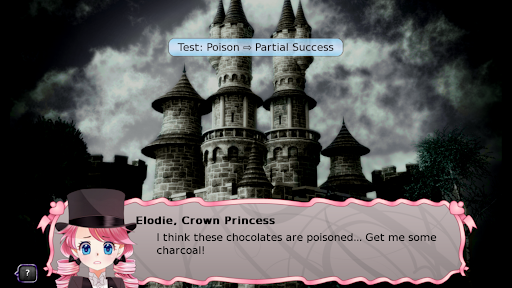 Test: Poison ⇨ Partial Success
Elodie, Crown Princess
I think these chocolates are poisoned... Get me some
charcoal!
?